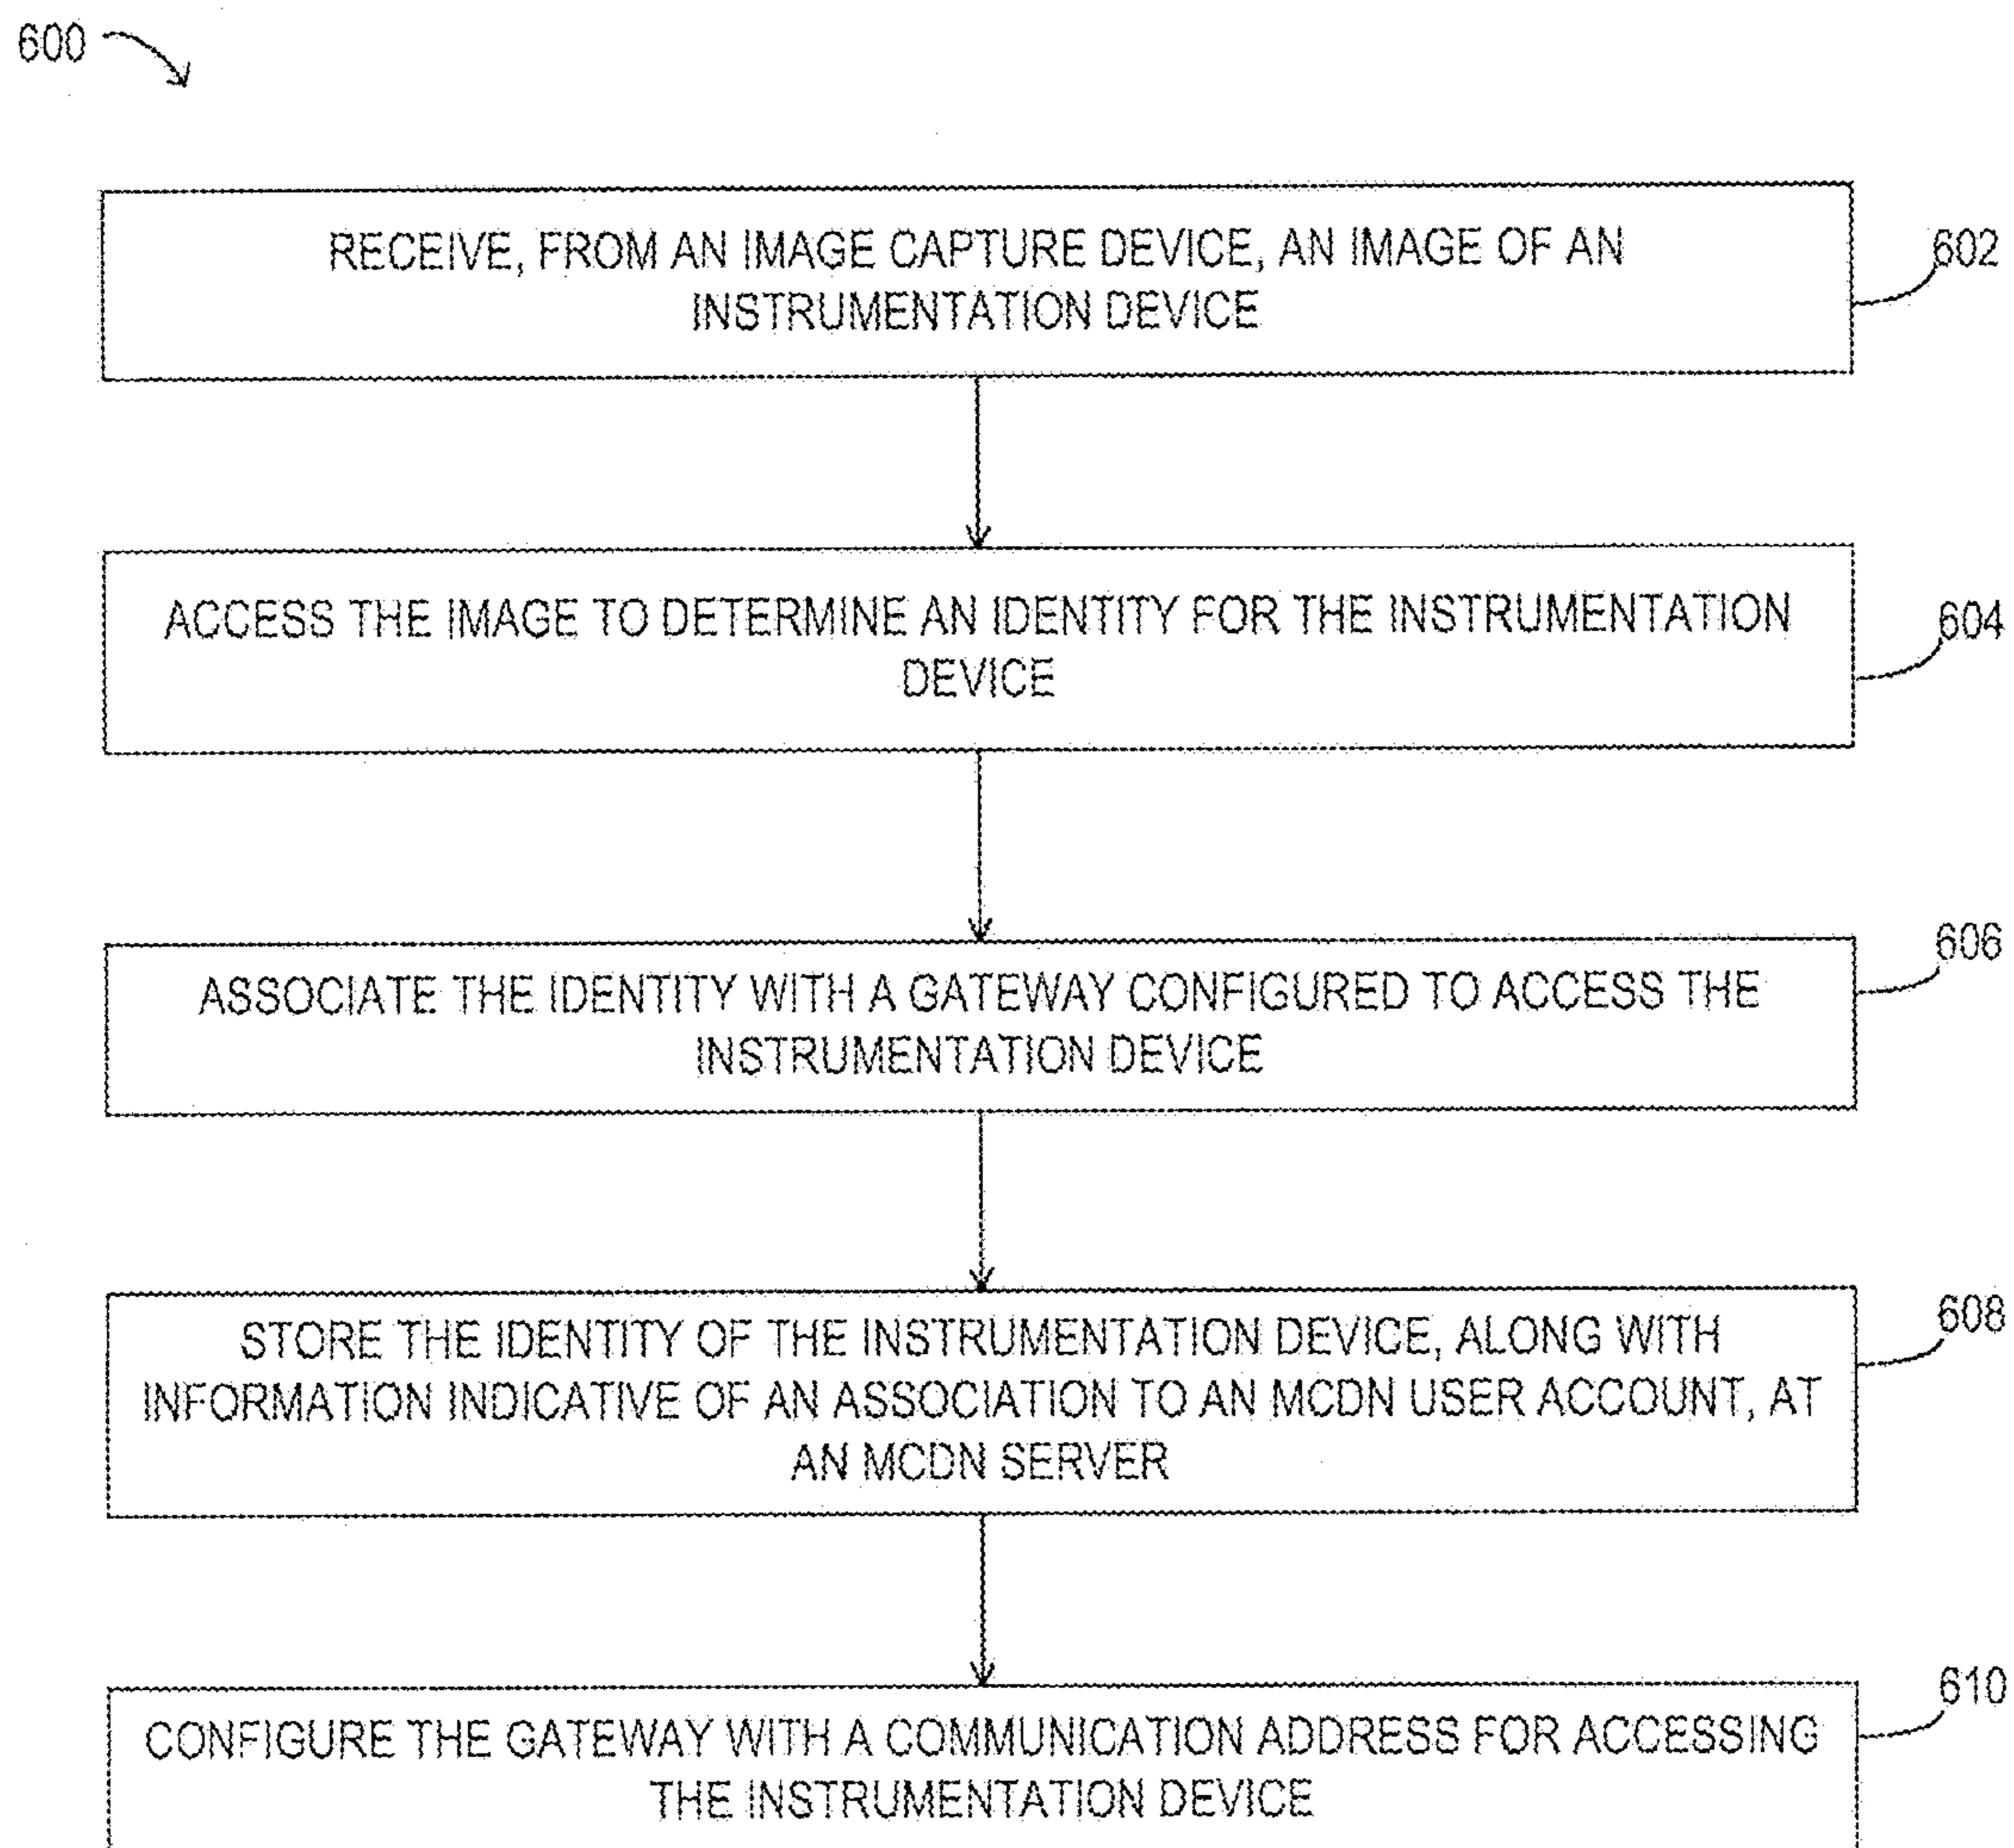 600
RECEIVE, FROM AN IMAGE CAPTURE DEVICE, AN IMAGE OF AN
INSTRUMENTATION DEVICE
602
ACCESS THE IMAGE TO DETERMINE AN IDENTITY FOR THE INSTRUMENTATION
DEVICE
604
ASSOCIATE THE IDENTITY WITH A GATEWAY CONFIGURED TO ACCESS THE
INSTRUMENTATION DEVICE
606
STORE THE IDENTITY OF THE INSTRUMENTATION DEVICE, ALONG WITH
INFORMATION INDICATIVE OF AN ASSOCIATION TO AN MCDN USER ACCOUNT, AT
AN MCDN SERVER
608
CONFIGURE THE GATEWAY WITH A COMMUNICATION ADDRESS FOR ACCESSING
THE INSTRUMENTATION DEVICE
610